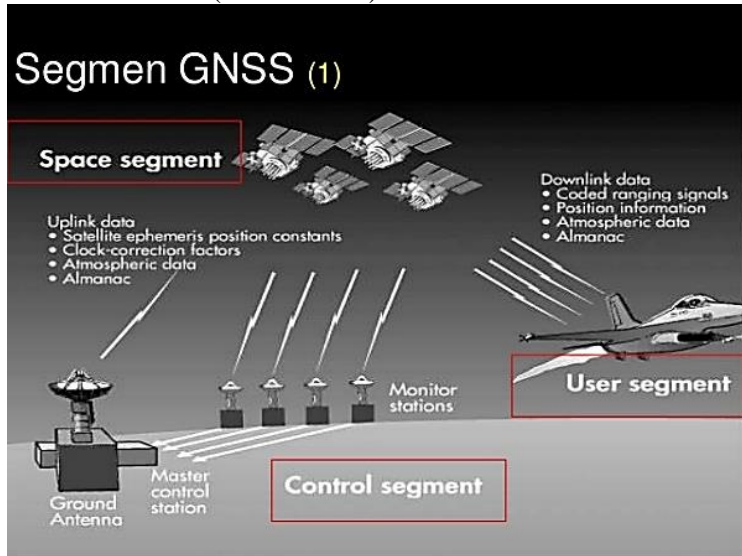 Segmen GNSS (1)
Space segment
Uplink data
• Satellite ephemeris position constants
• Clock-correction factors
• Atmospheric data
• Almanac
Downlink data
• Coded ranging signals
• Position information
• Atmospheric data
• Almanac
User segment
Monitor
stations
Master
control
station
Ground
Antenna
Control segment